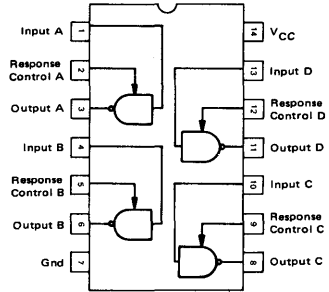 Input A 1
Response
Control A 2
Output A 3
Input B 4
Response
Control B 5
Output B 6
Gnd 7
14 VCC
13 Input D
12 Response
Control D
11 Output D
10 Input C
9 Response
Control C
8 Output C